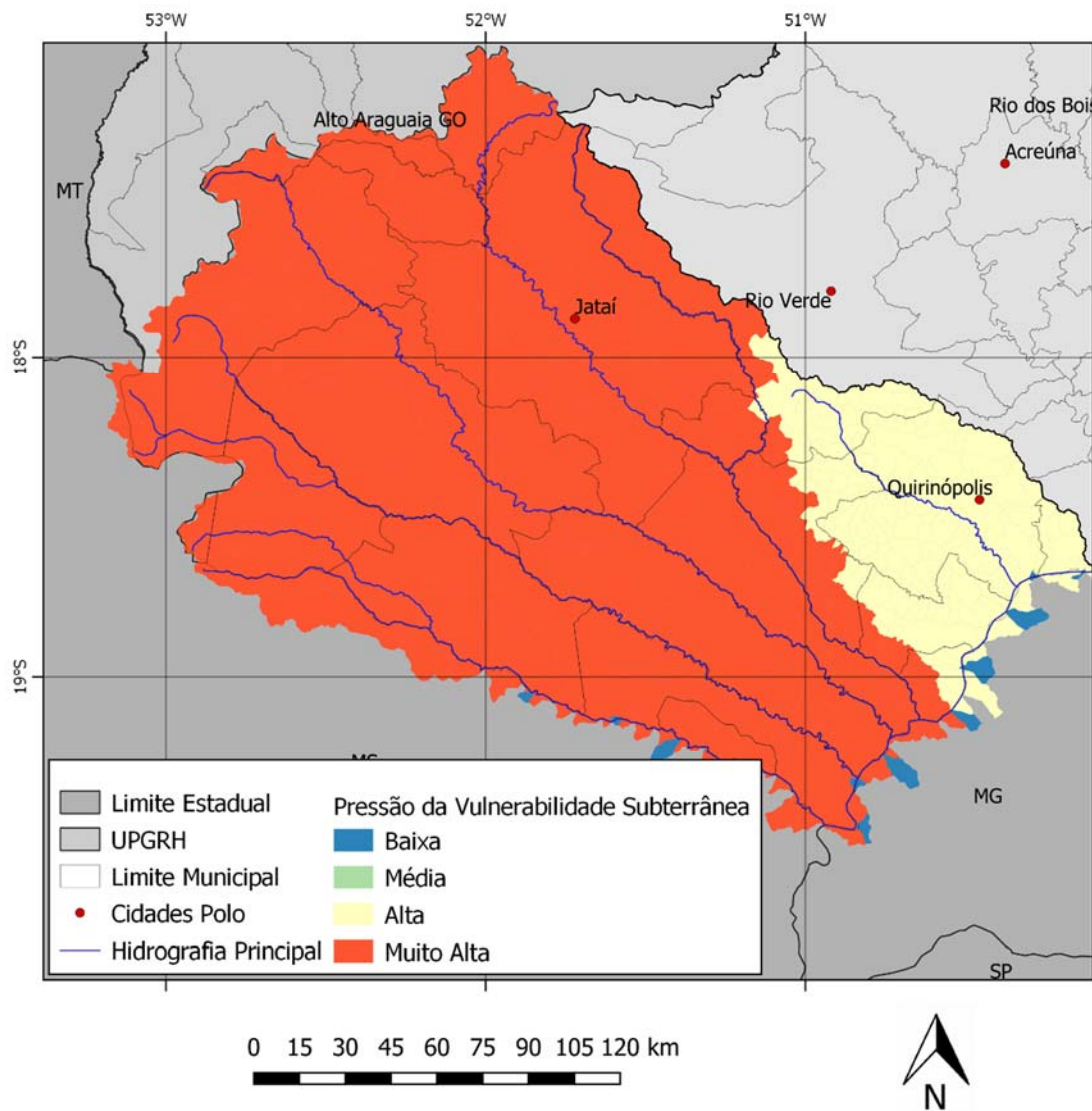 53°W
52°W
51°W
Alto Araguaia GO
Rio dos Bois
Acreúna
MT
Rio Verde
Jataí
18°S
Quirinópolis
19°S
MS
MG
Limite Estadual
UPGRH
Limite Municipal
Cidades Polo
Hidrografia Principal
Pressão da Vulnerabilidade Subterrânea
Baixa
Média
Alta
Muito Alta
SP
0 15 30 45 60 75 90 105 120 km
N